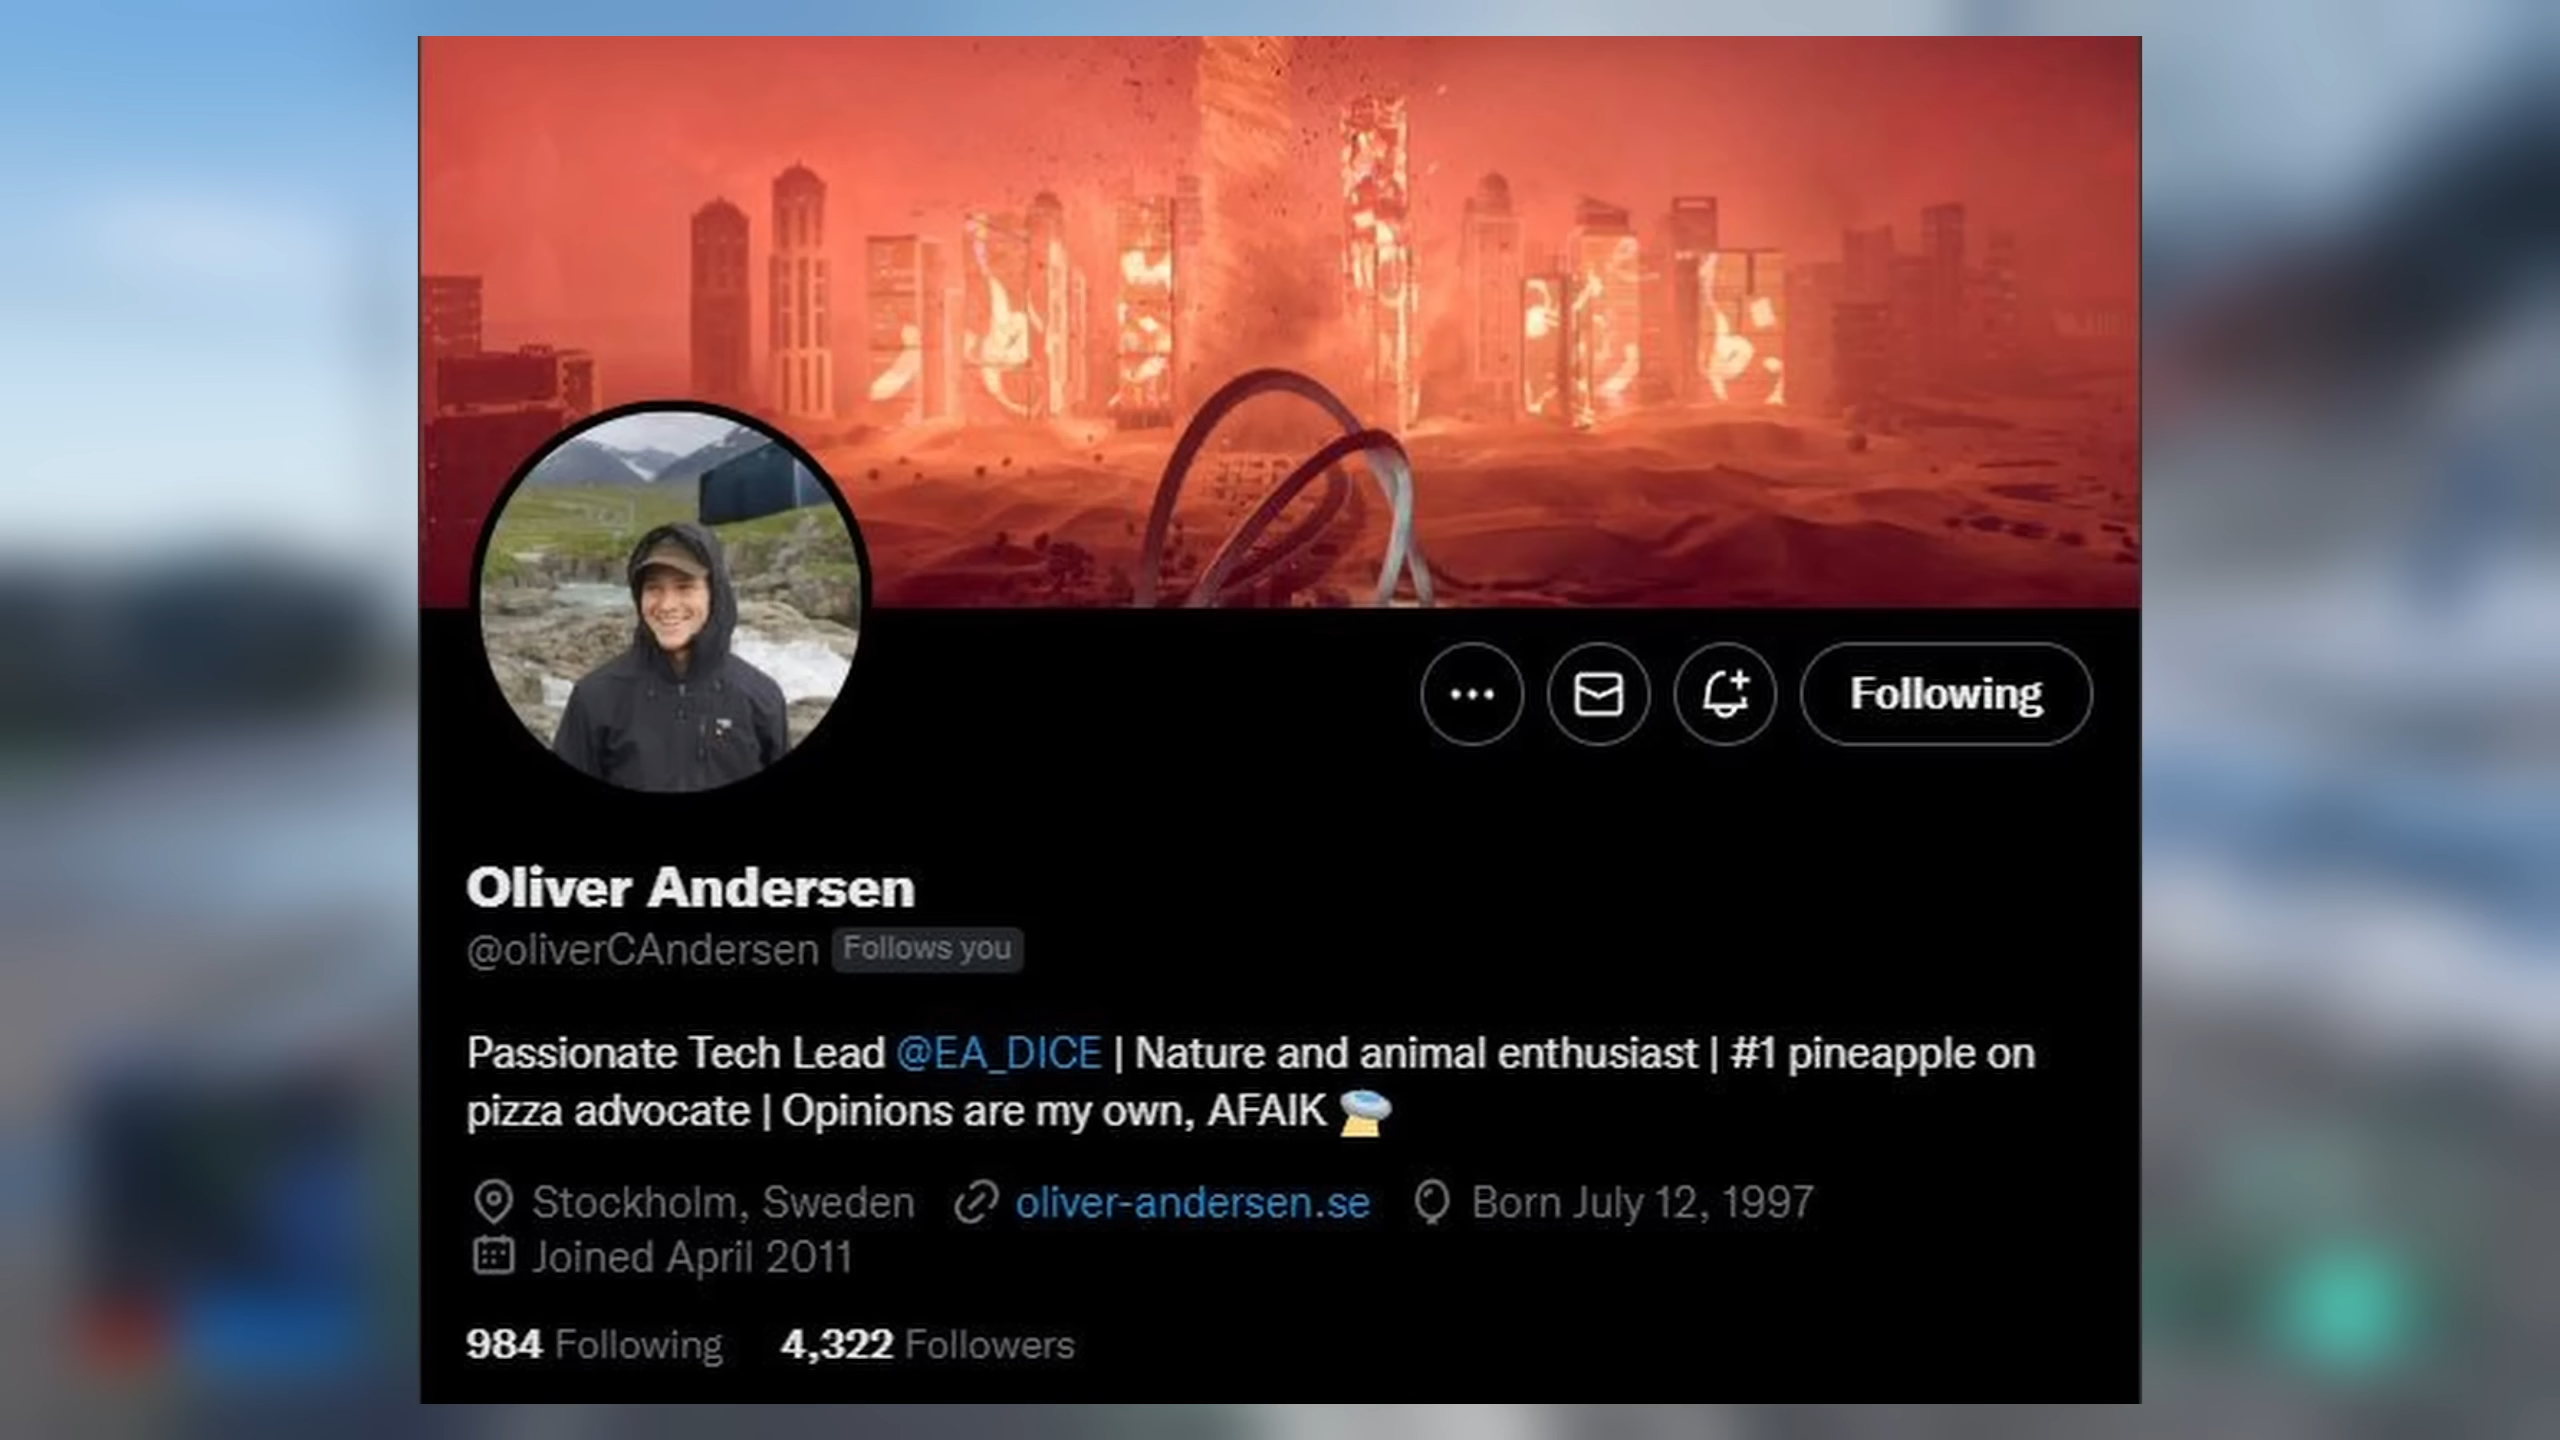 Following
Oliver Andersen
@oliverCAndersen Follows you
Passionate Tech Lead @EA_DICE | Nature and animal enthusiast | #1 pineapple on
pizza advocate | Opinions are my own, AFAIK 🛸
Stockholm, Sweden oliver-andersen.se Born July 12, 1997
Joined April 2011
984 Following 4,322 Followers